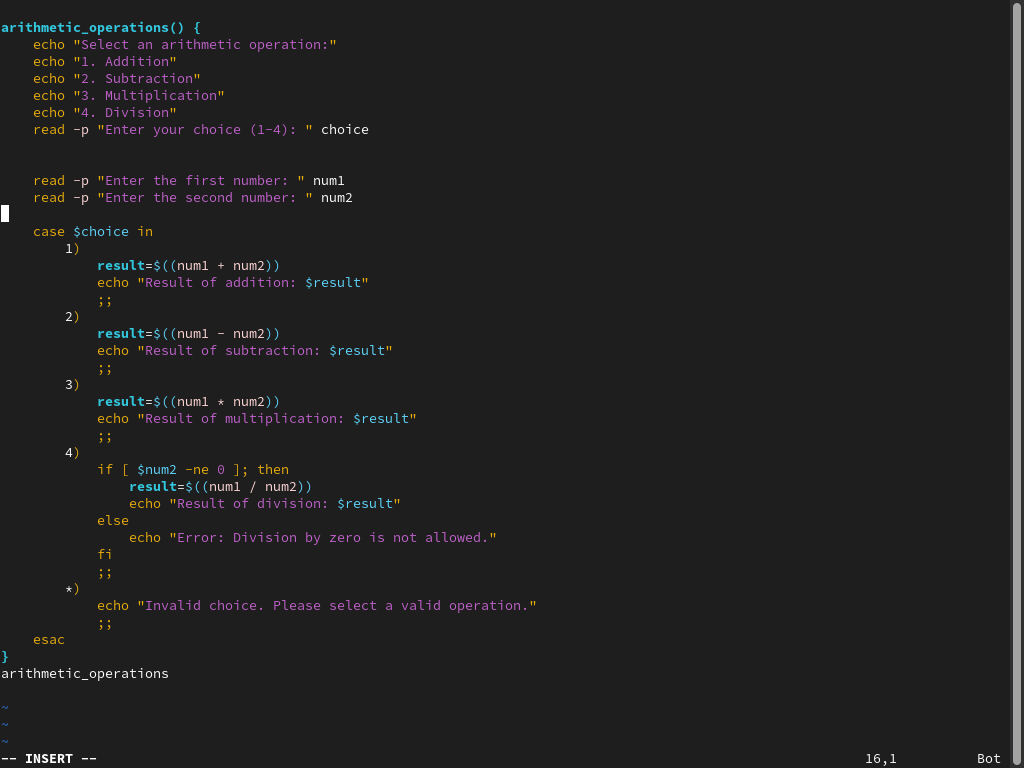 arithmetic_operations() {
    echo "Select an arithmetic operation:"
    echo "1. Addition"
    echo "2. Subtraction"
    echo "3. Multiplication"
    echo "4. Division"
    read -p "Enter your choice (1-4): " choice


    read -p "Enter the first number: " num1
    read -p "Enter the second number: " num2

    case $choice in
        1)
            result=$((num1 + num2))
            echo "Result of addition: $result"
            ;;
        2)
            result=$((num1 - num2))
            echo "Result of subtraction: $result"
            ;;
        3)
            result=$((num1 * num2))
            echo "Result of multiplication: $result"
            ;;
        4)
            if [ $num2 -ne 0 ]; then
                result=$((num1 / num2))
                echo "Result of division: $result"
            else
                echo "Error: Division by zero is not allowed."
            fi
            ;;
        *)
            echo "Invalid choice. Please select a valid operation."
            ;;
    esac
}
arithmetic_operations

~
~
~
-- INSERT -- 16,1 Bot